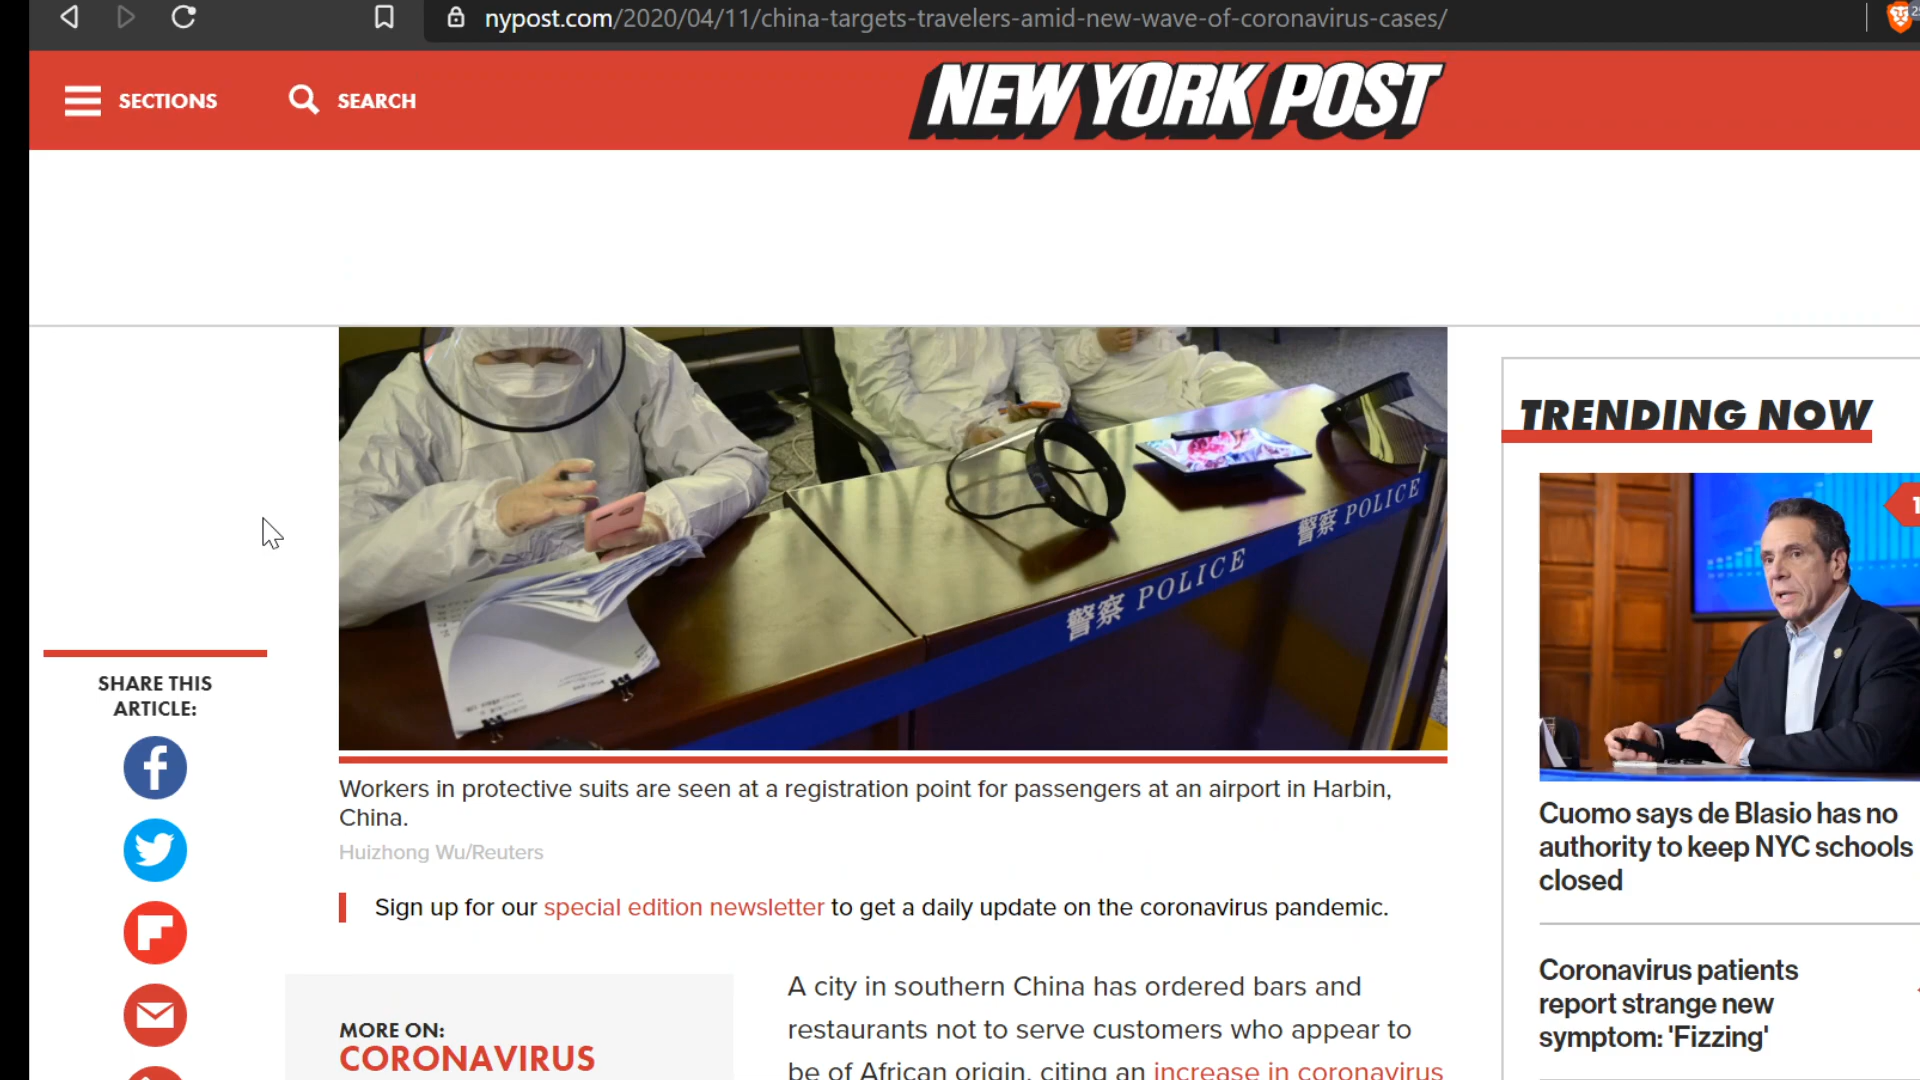 nypost.com/2020/04/11/china-targets-travelers-amid-new-wave-of-coronavirus-cases/
SECTIONS
SEARCH
NEW YORK POST
警察 POLICE
警察 POLICE
SHARE THIS
ARTICLE:
Workers in protective suits are seen at a registration point for passengers at an airport in Harbin,
China.
Huizhong Wu/Reuters
Sign up for our special edition newsletter to get a daily update on the coronavirus pandemic.
MORE ON:
CORONAVIRUS
A city in southern China has ordered bars and
restaurants not to serve customers who appear to
be of African origin, citing an increase in coronavirus
TRENDING NOW
Cuomo says de Blasio has no
authority to keep NYC schools
closed
Coronavirus patients
report strange new
symptom: 'Fizzing'